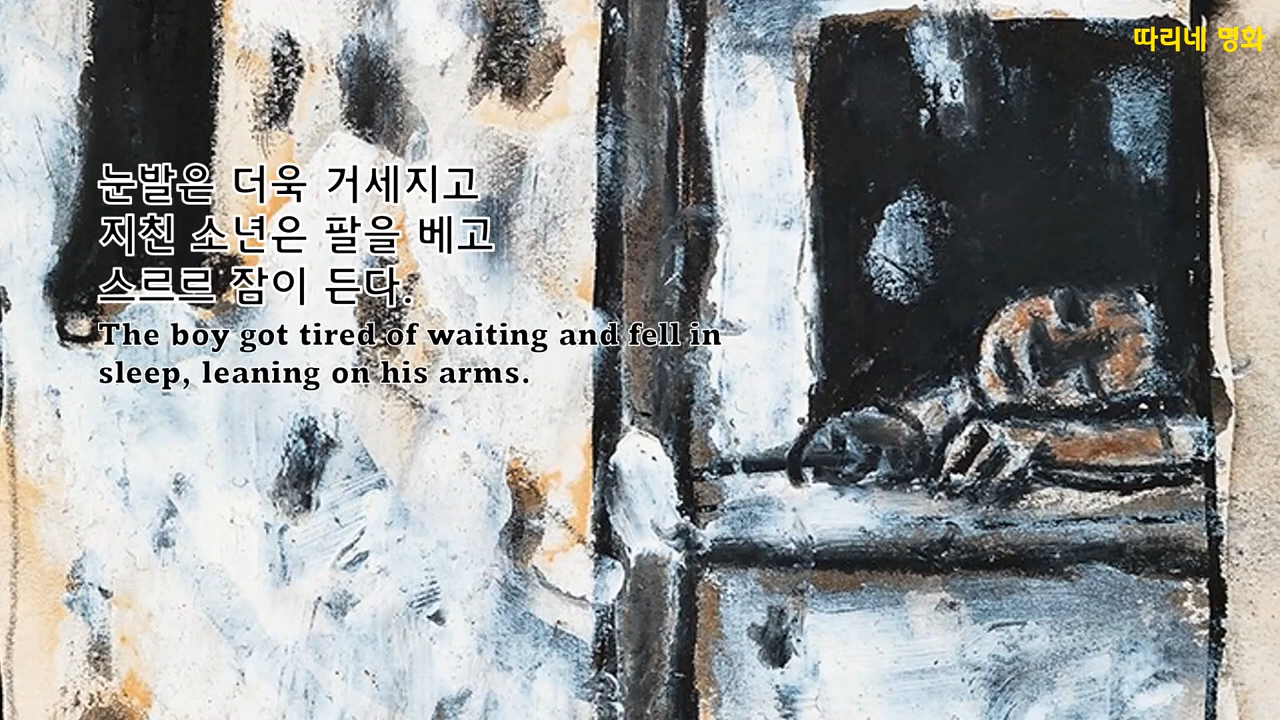 따리네 명화
눈발은 더욱 거세지고
지친 소년은 팔을 베고
스르르 잠이 든다.
The boy got tired of waiting and fell in
sleep, leaning on his arms.